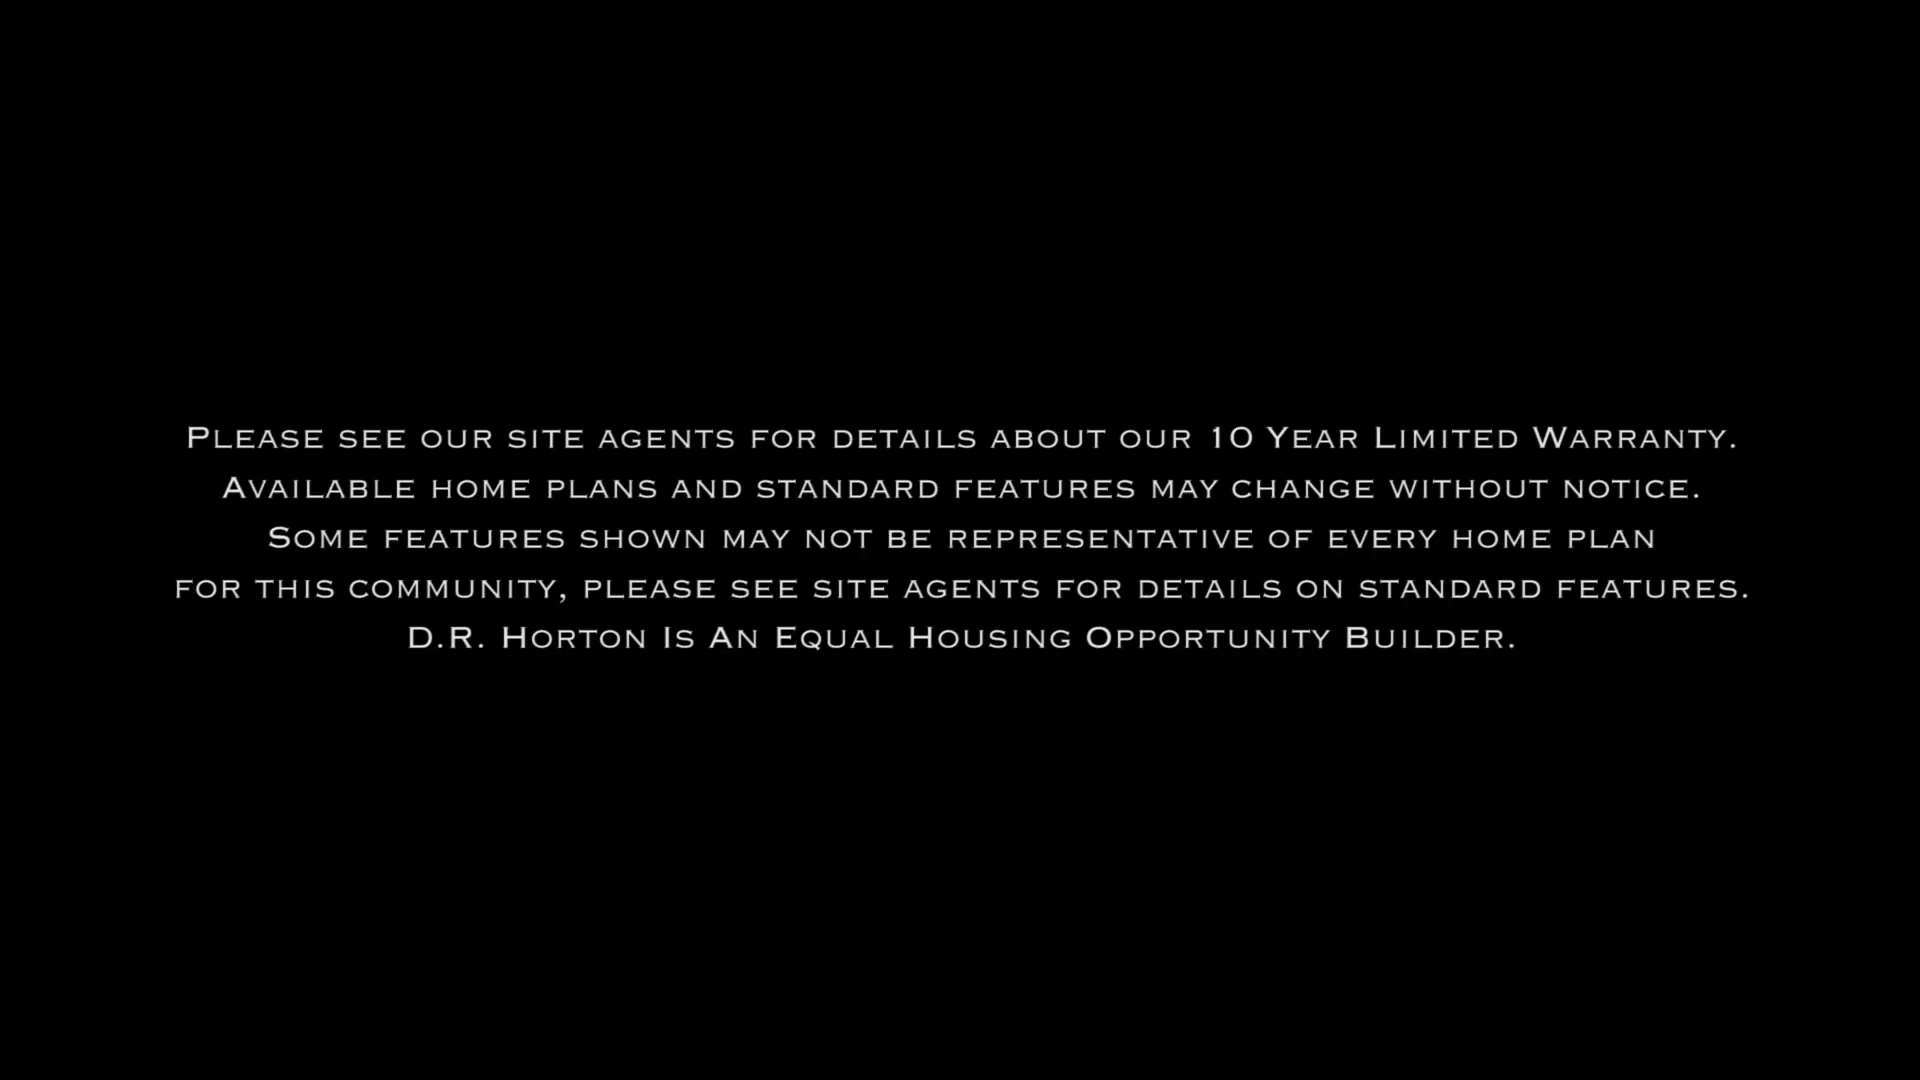 Please see our site agents for details about our 10 Year Limited Warranty.
Available home plans and standard features may change without notice.
Some features shown may not be representative of every home plan
for this community, please see site agents for details on standard features.
D.R. Horton Is An Equal Housing Opportunity Builder.